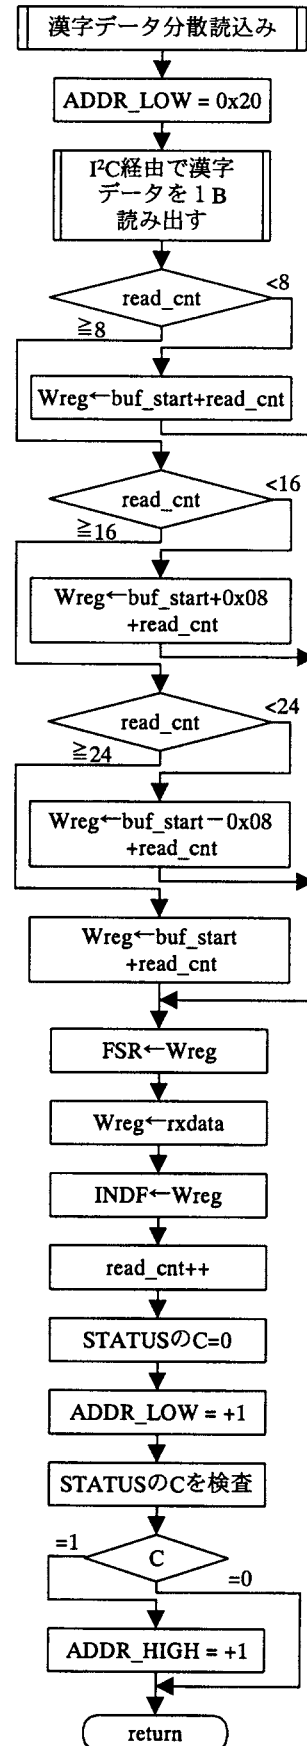 漢字データ分散読込み
ADDR_LOW = 0x20
I²C経由で漢字
データを１B
読み出す
<8
read_cnt
≧8
Wreg←buf_start+read_cnt
<16
read_cnt
≧16
Wreg←buf_start+0x08
+read_cnt
<24
read_cnt
≧24
Wreg←buf_start－0x08
+read_cnt
Wreg←buf_start
+read_cnt
FSR←Wreg
Wreg←rxdata
INDF←Wreg
read_cnt++
STATUSのC=0
ADDR_LOW = +1
STATUSのCを検査
=1
C
=0
ADDR_HIGH = +1
return